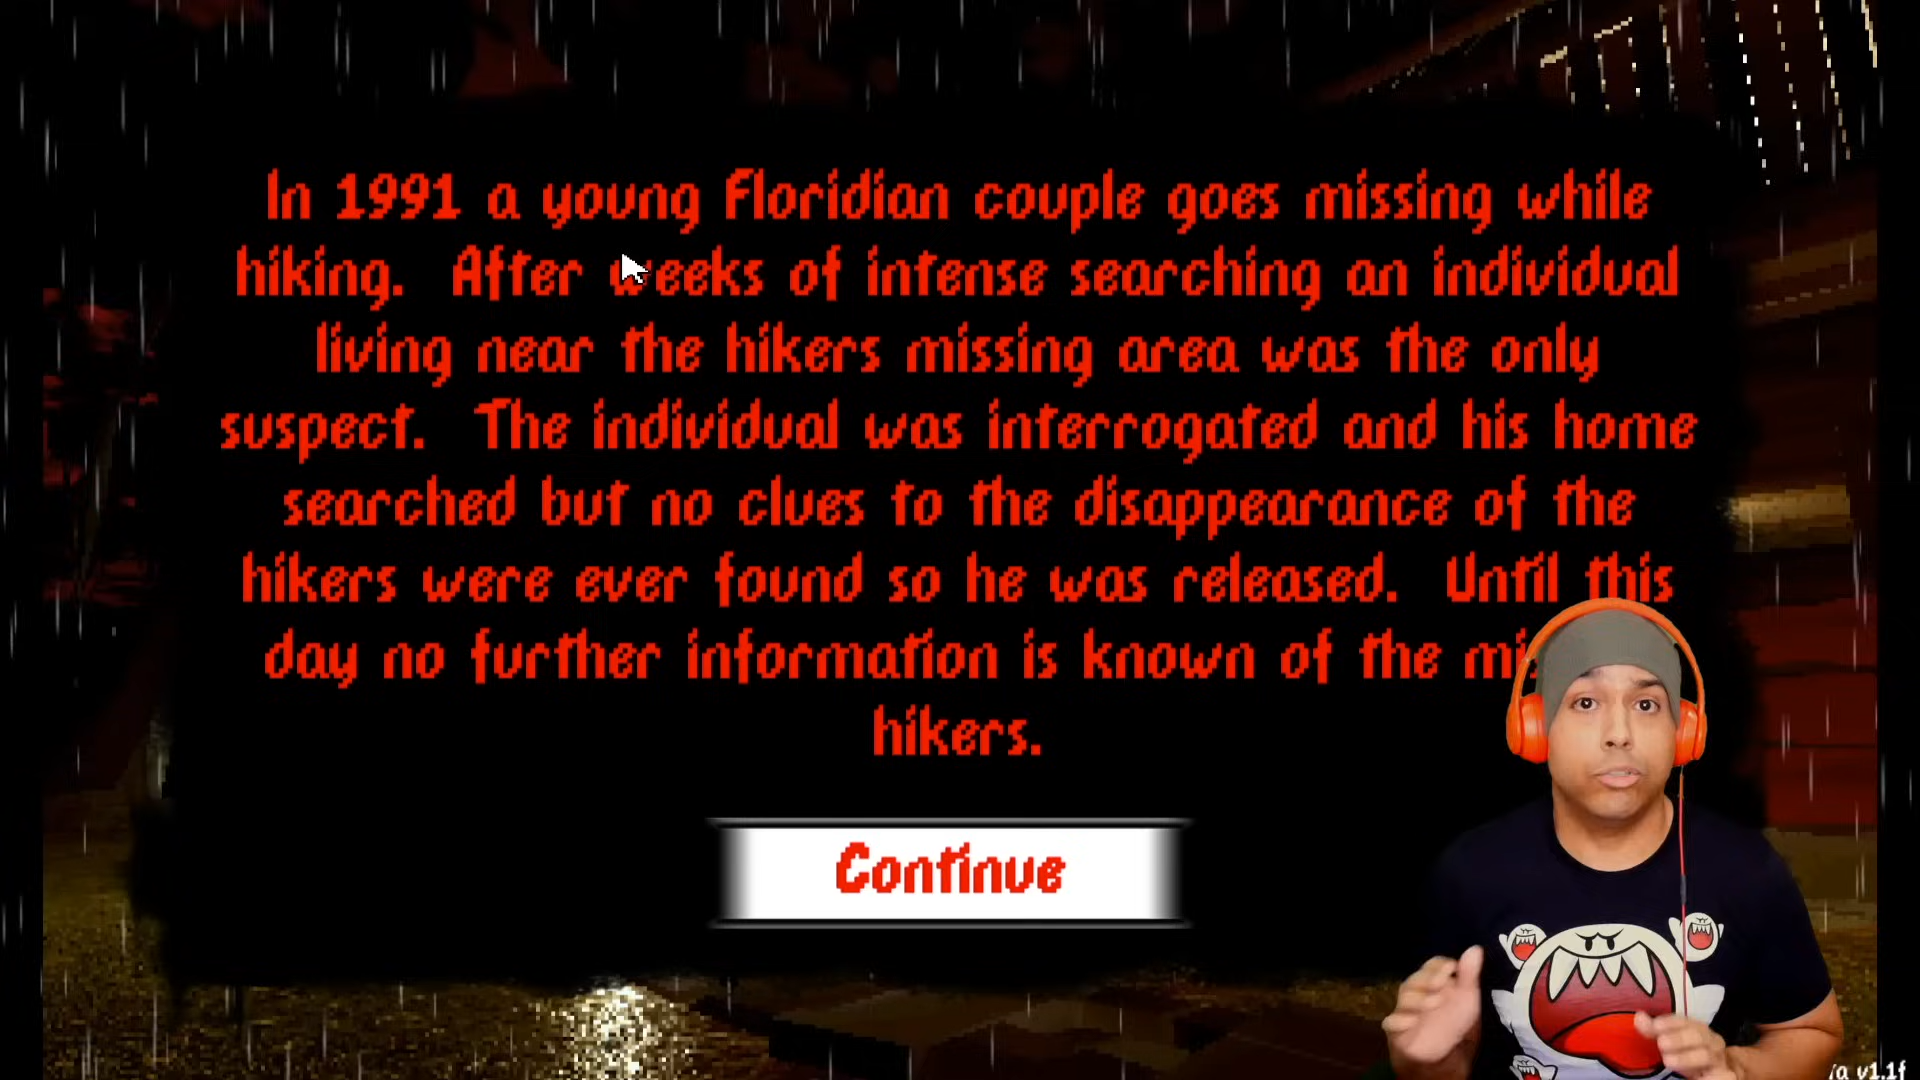 In 1991 a young Floridian couple goes missing while
hiking. After weeks of intense searching an individual
living near the hikers missing area was the only
suspect. The individual was interrogated and his home
searched but no clues to the disappearance of the
hikers were ever found so he was released. Until this
day no further information is known of the
hikers.
Continue
v1.1f